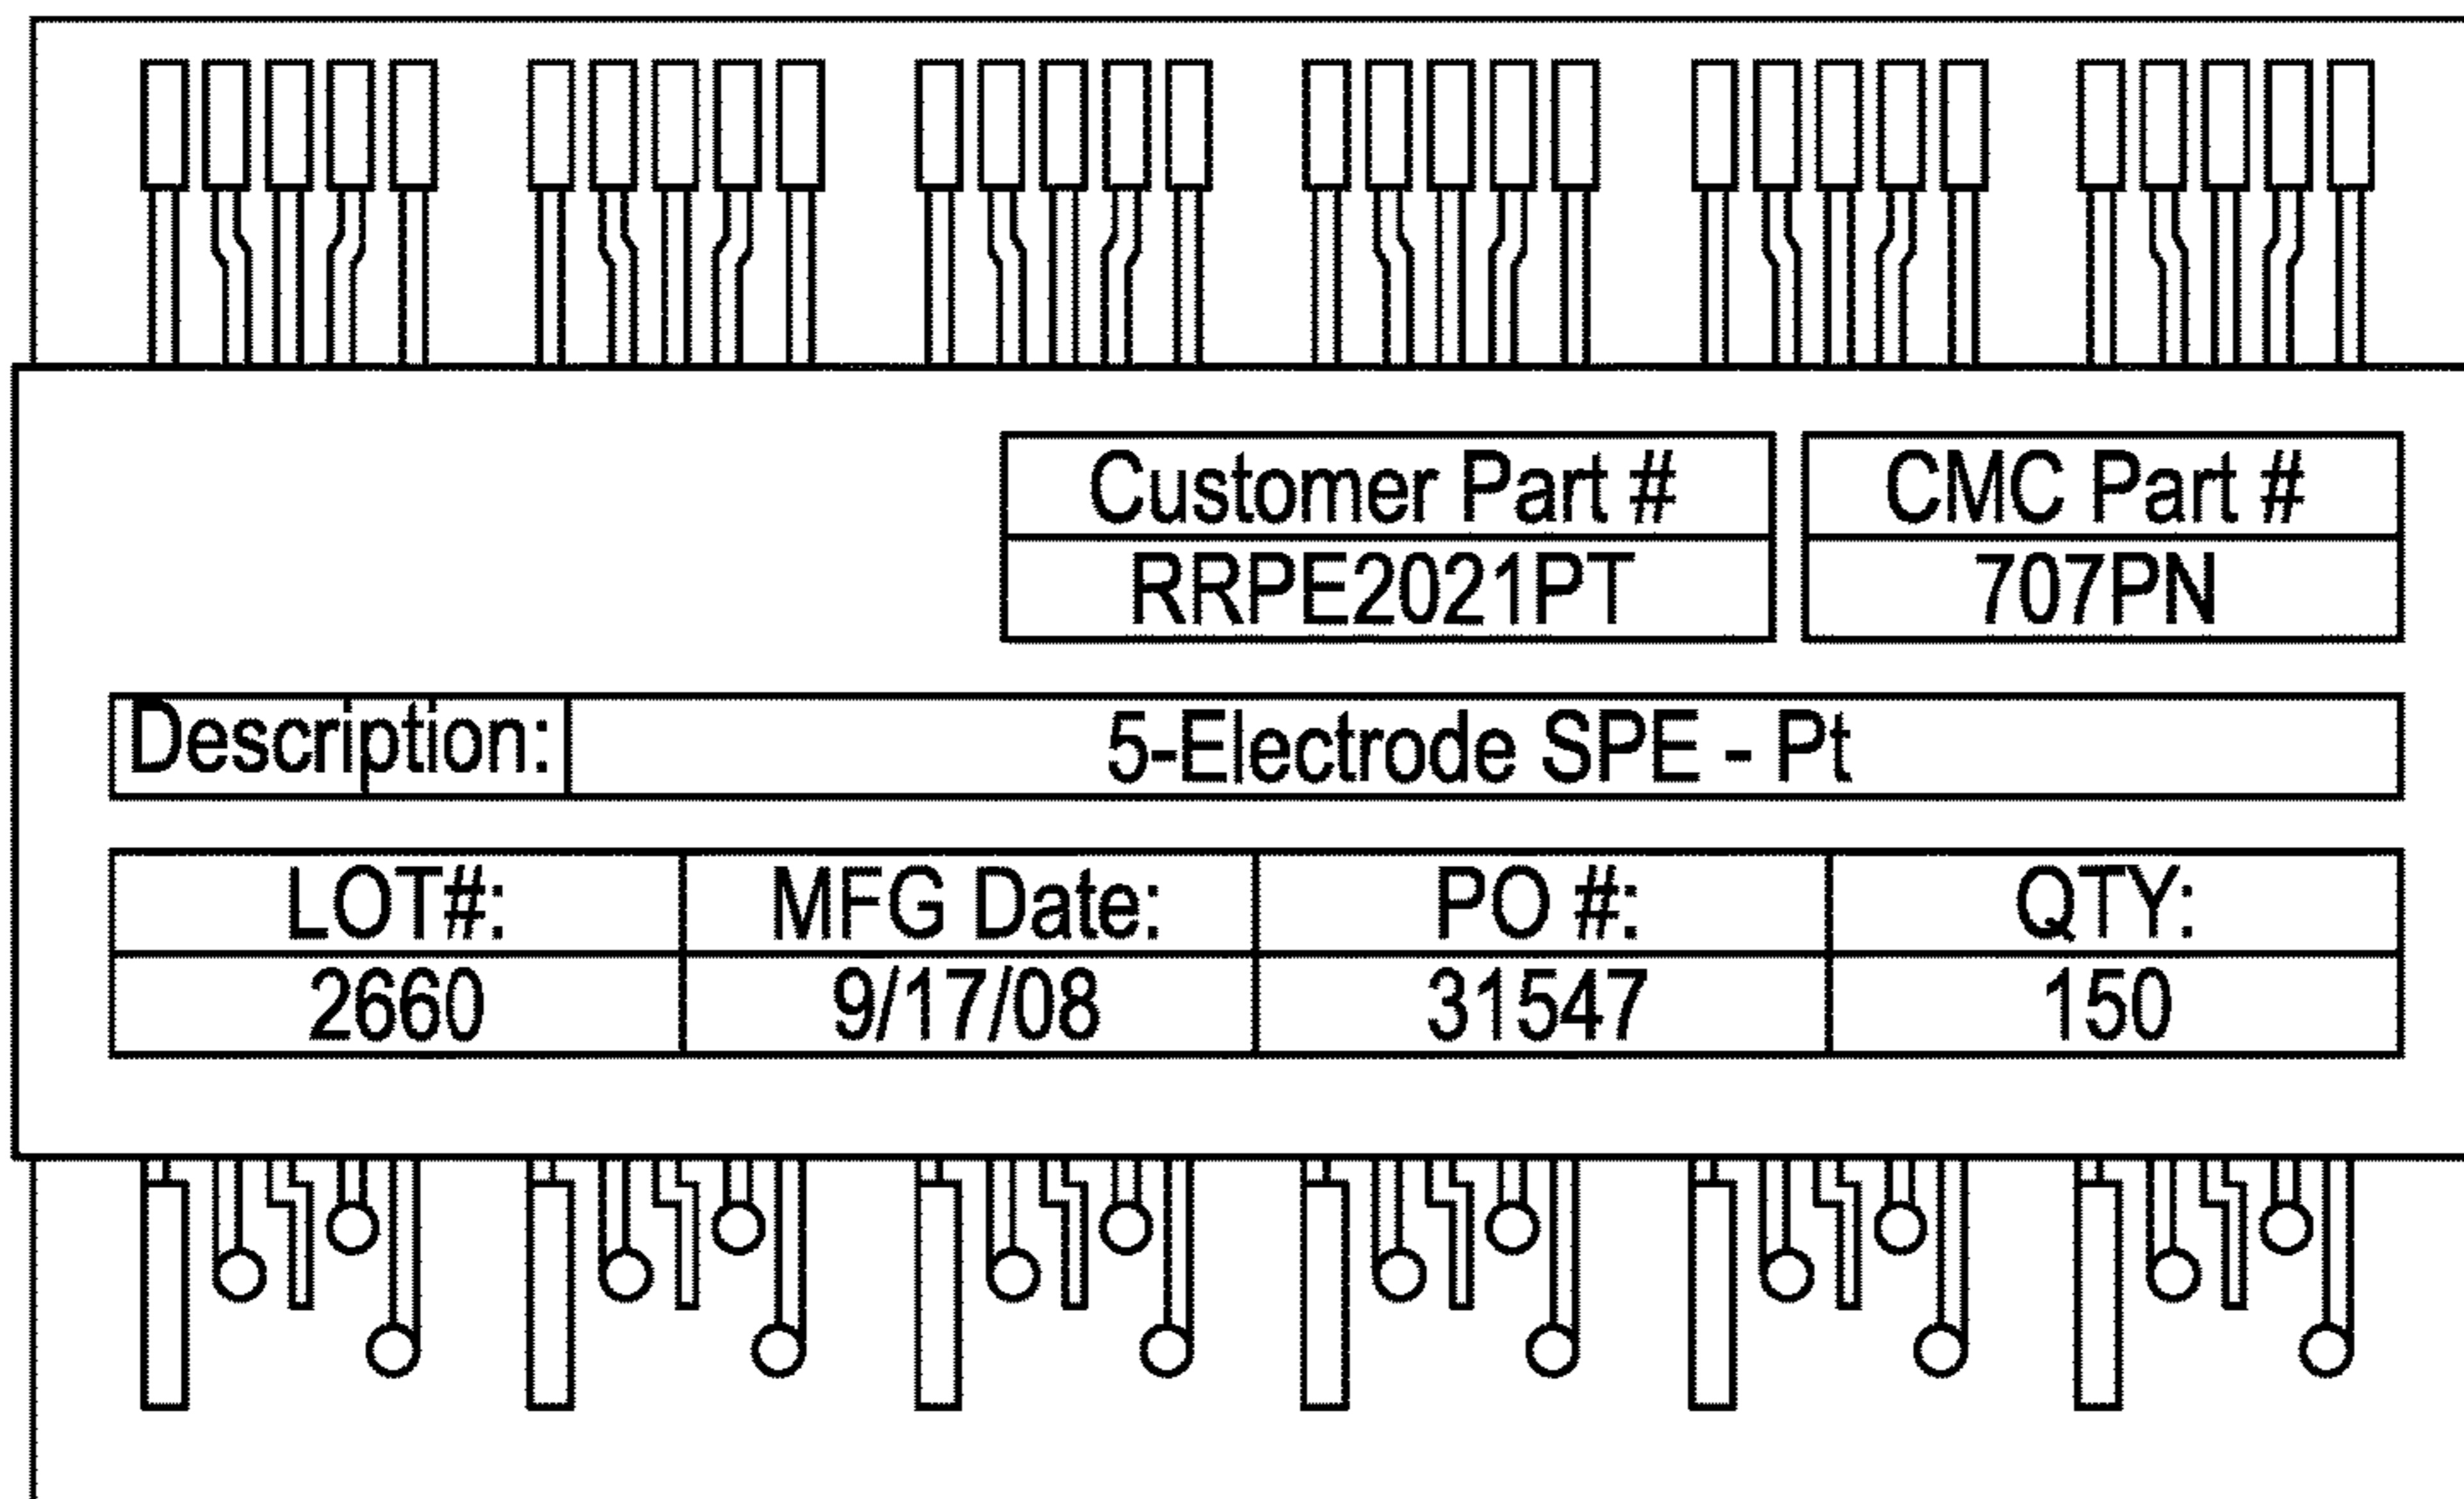 Customer Part # CMC Part #
RRPE2021PT 707PN
Description: 5-Electrode SPE - Pt
LOT#: MFG Date: PO #: QTY:
2660 9/17/08 31547 150